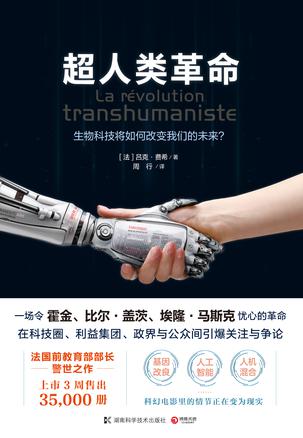 超人类革命
La révolution
transhumaniste
生物科技将如何改变我们的未来？
［法］吕克·费希 著
周 行／译
一场令 霍金、比尔·盖茨、埃隆·马斯克 忧心的革命
在科技圈、利益集团、政界与公众间引爆关注与争论
法国前教育部部长
警世之作
上市3周售出
35,000 册
基因
改良
人工
智能
人机
混合
科幻电影里的情节正在变为现实
湖南科学技术出版社
博集天卷